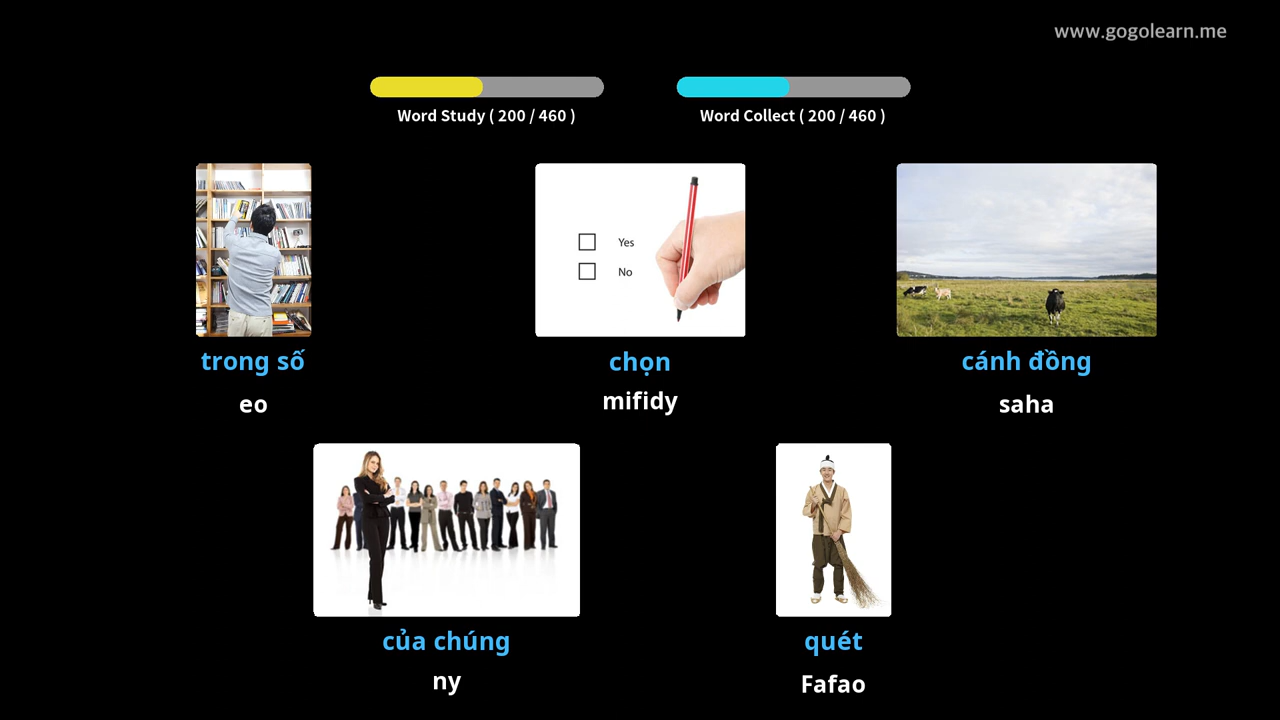 www.gogolearn.me
Word Study ( 200 / 460 )
Word Collect ( 200 / 460 )
Yes
No
trong số
chọn
cánh đồng
eo
mifidy
saha
của chúng
quét
ny
Fafao